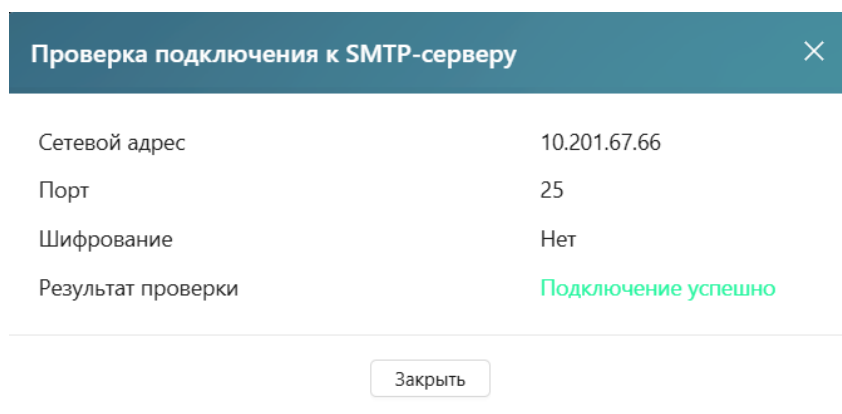 Проверка подключения к SMTP-серверу
Сетевой адрес 10.201.67.66
Порт 25
Шифрование Нет
Результат проверки Подключение успешно
Закрыть